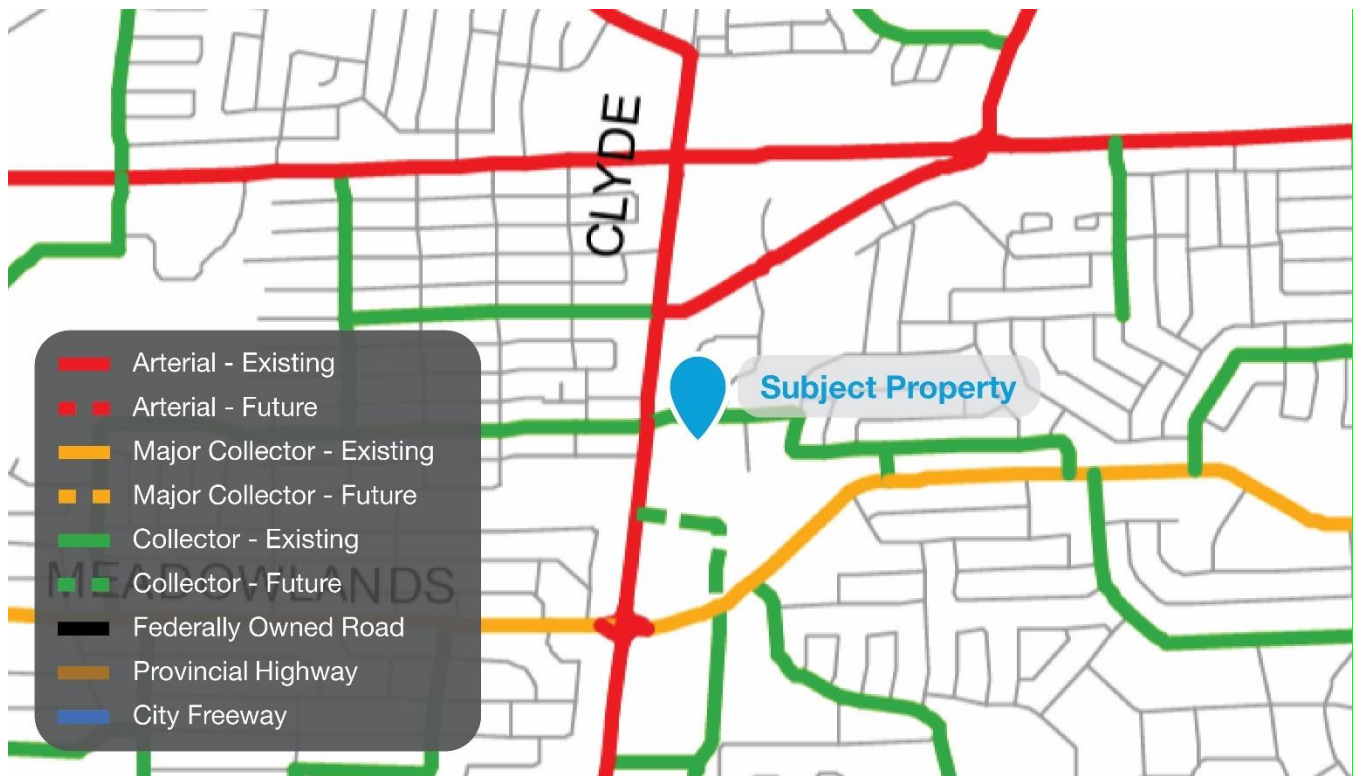 CLYDE
Subject Property
Arterial - Existing
Arterial - Future
Major Collector - Existing
Major Collector - Future
Collector - Existing
MEADOWLANDS
Collector - Future
Federally Owned Road
Provincial Highway
City Freeway